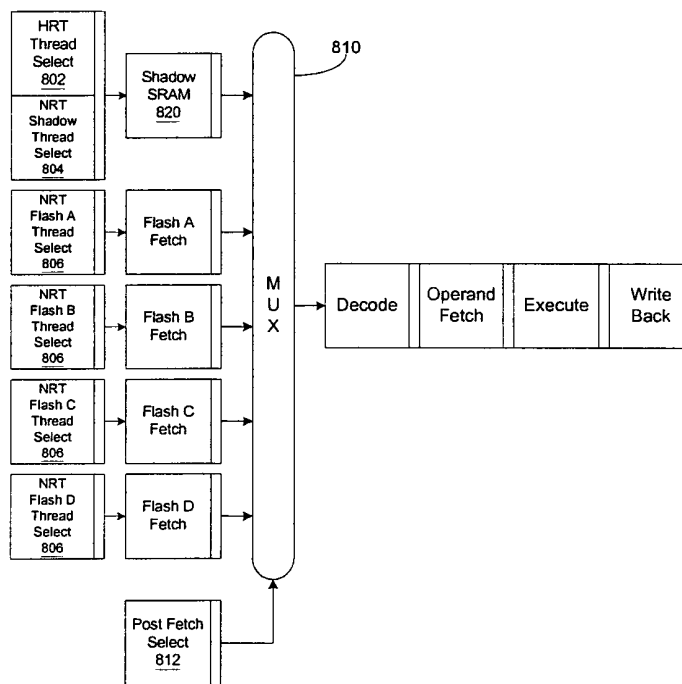 HRT
Thread
Select
802
NRT
Shadow
Thread
Select
804
Shadow
SRAM
820
810
NRT
Flash A
Thread
Select
806
Flash A
Fetch
NRT
Flash B
Thread
Select
806
Flash B
Fetch
NRT
Flash C
Thread
Select
806
Flash C
Fetch
NRT
Flash D
Thread
Select
806
Flash D
Fetch
M
U
X
Decode
Operand
Fetch
Execute
Write
Back
Post Fetch
Select
812